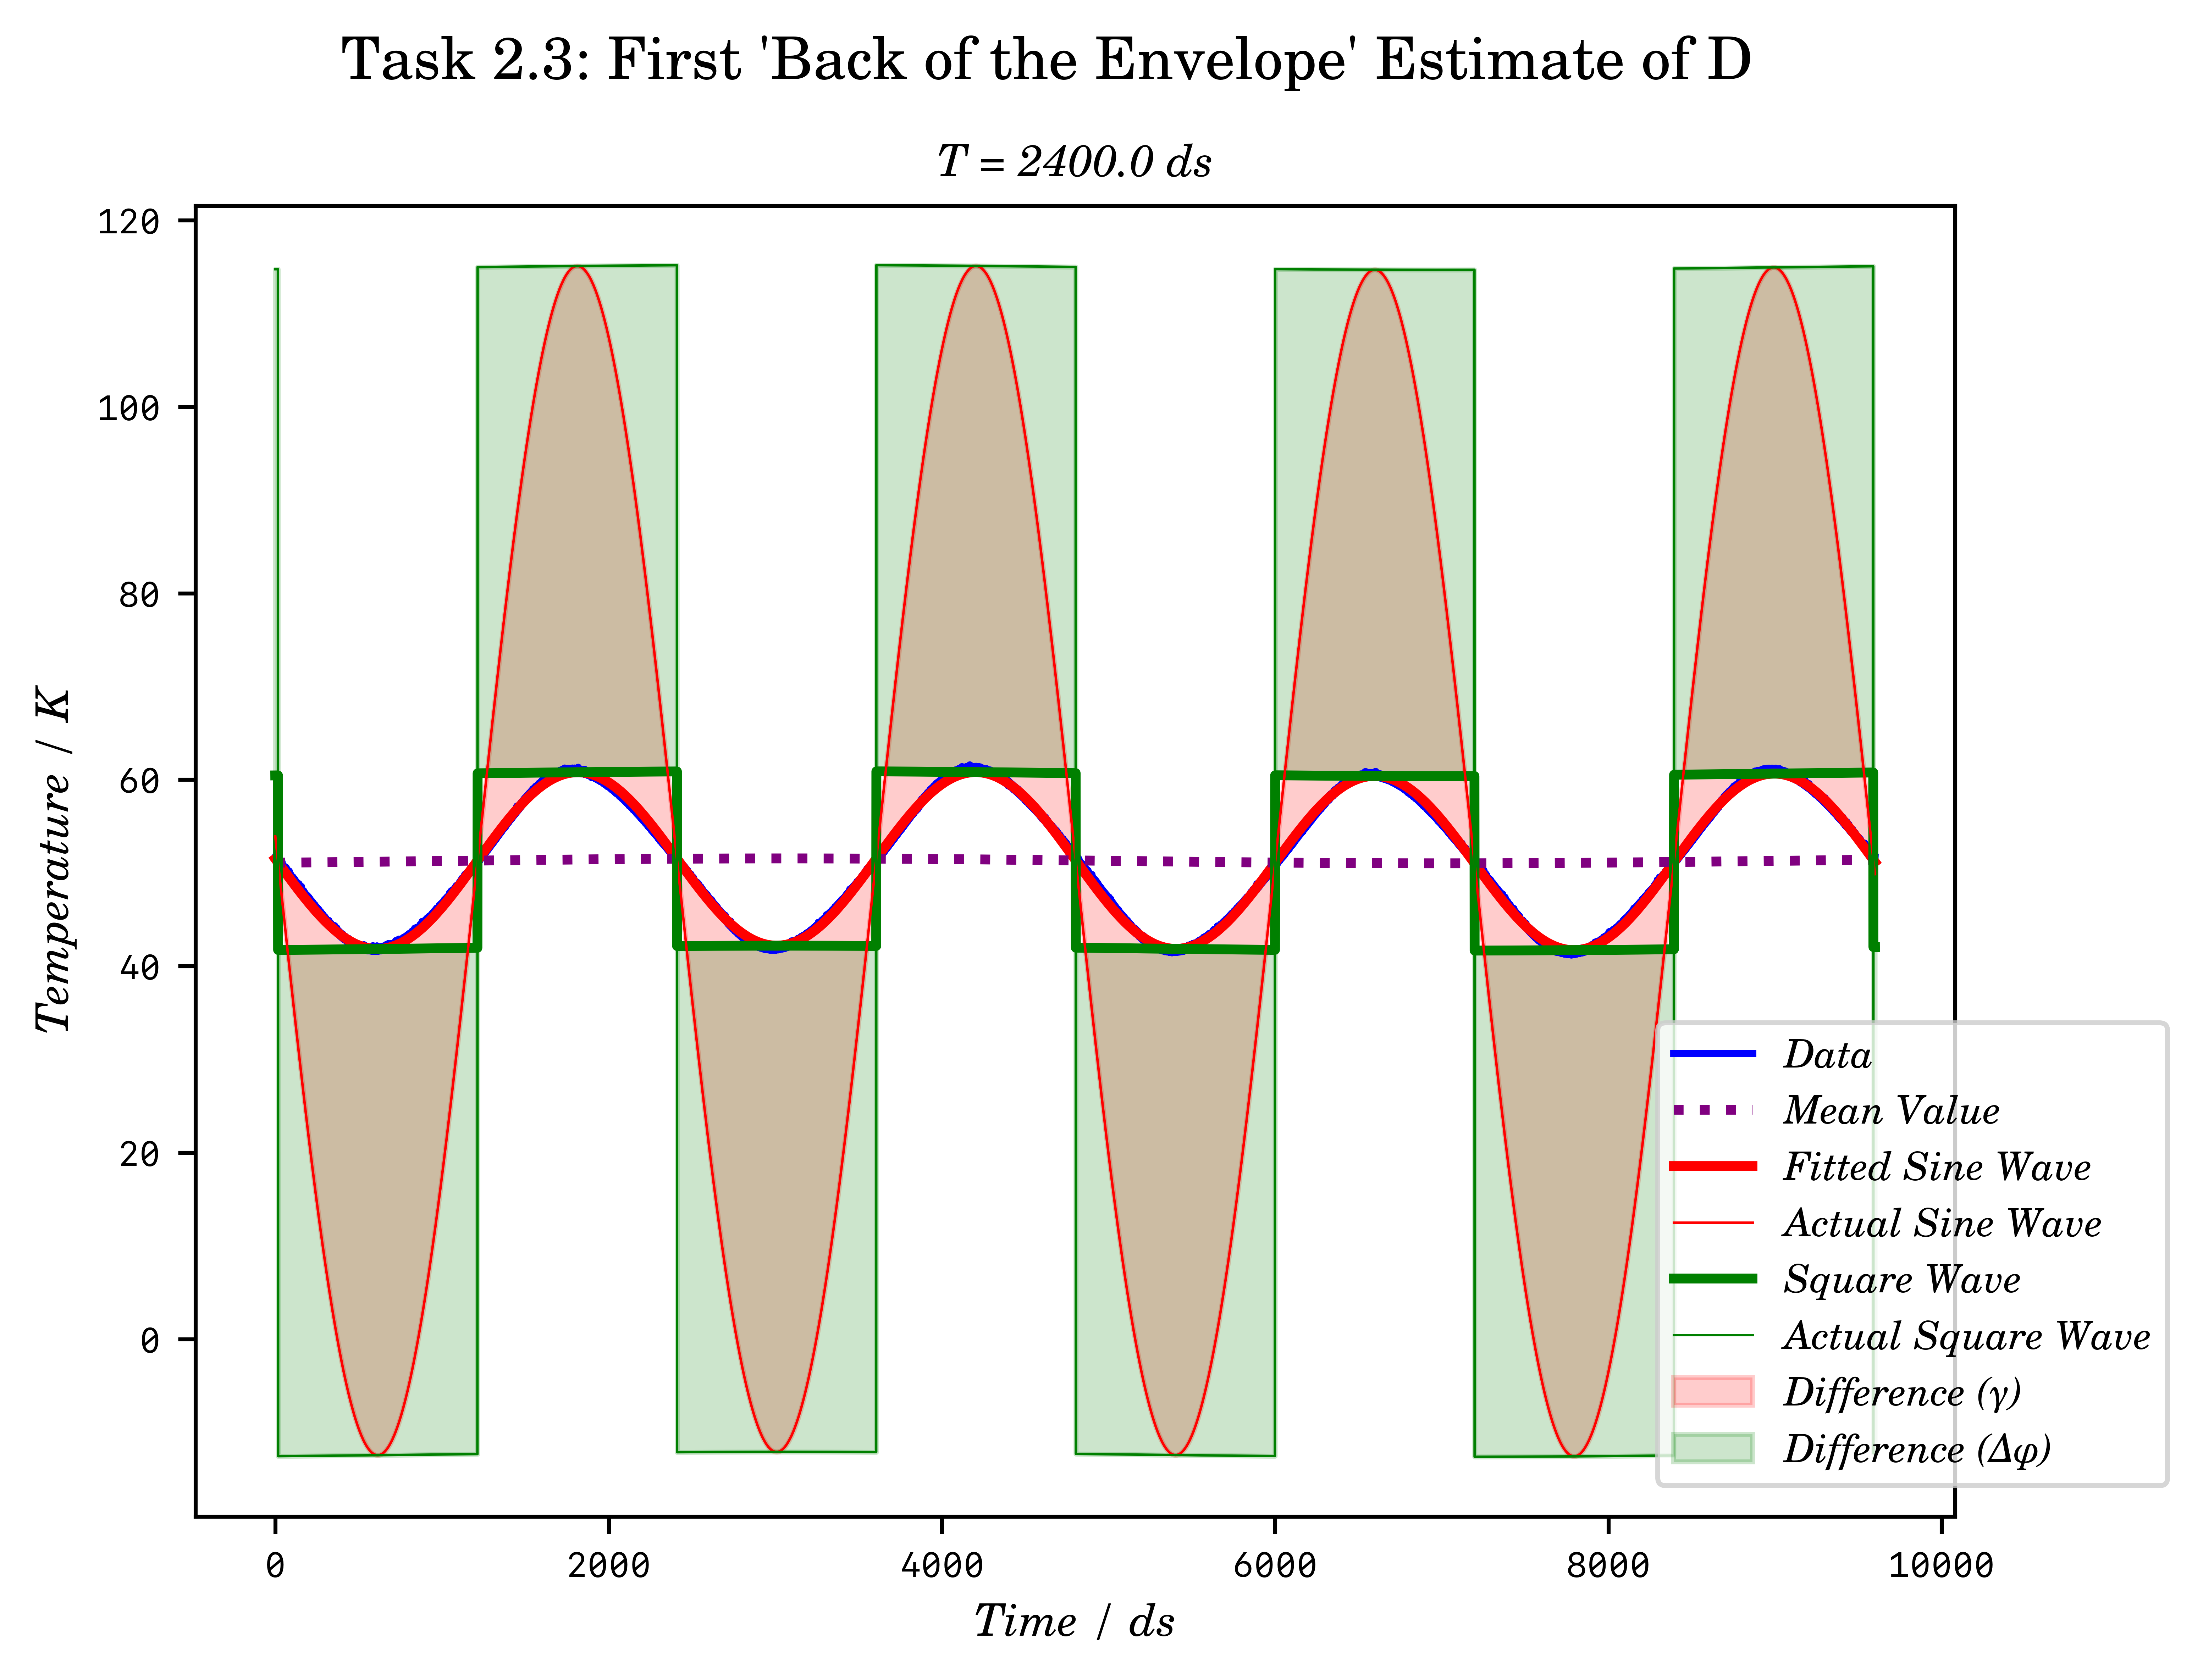 Task 2.3: First 'Back of the Envelope' Estimate of D
T = 2400.0 ds
120
100
80
60
40
20
0
Temperature / K
0 2000 4000 6000 8000 10000
Time / ds
Data
Mean Value
Fitted Sine Wave
Actual Sine Wave
Square Wave
Actual Square Wave
Difference (γ)
Difference (Δφ)